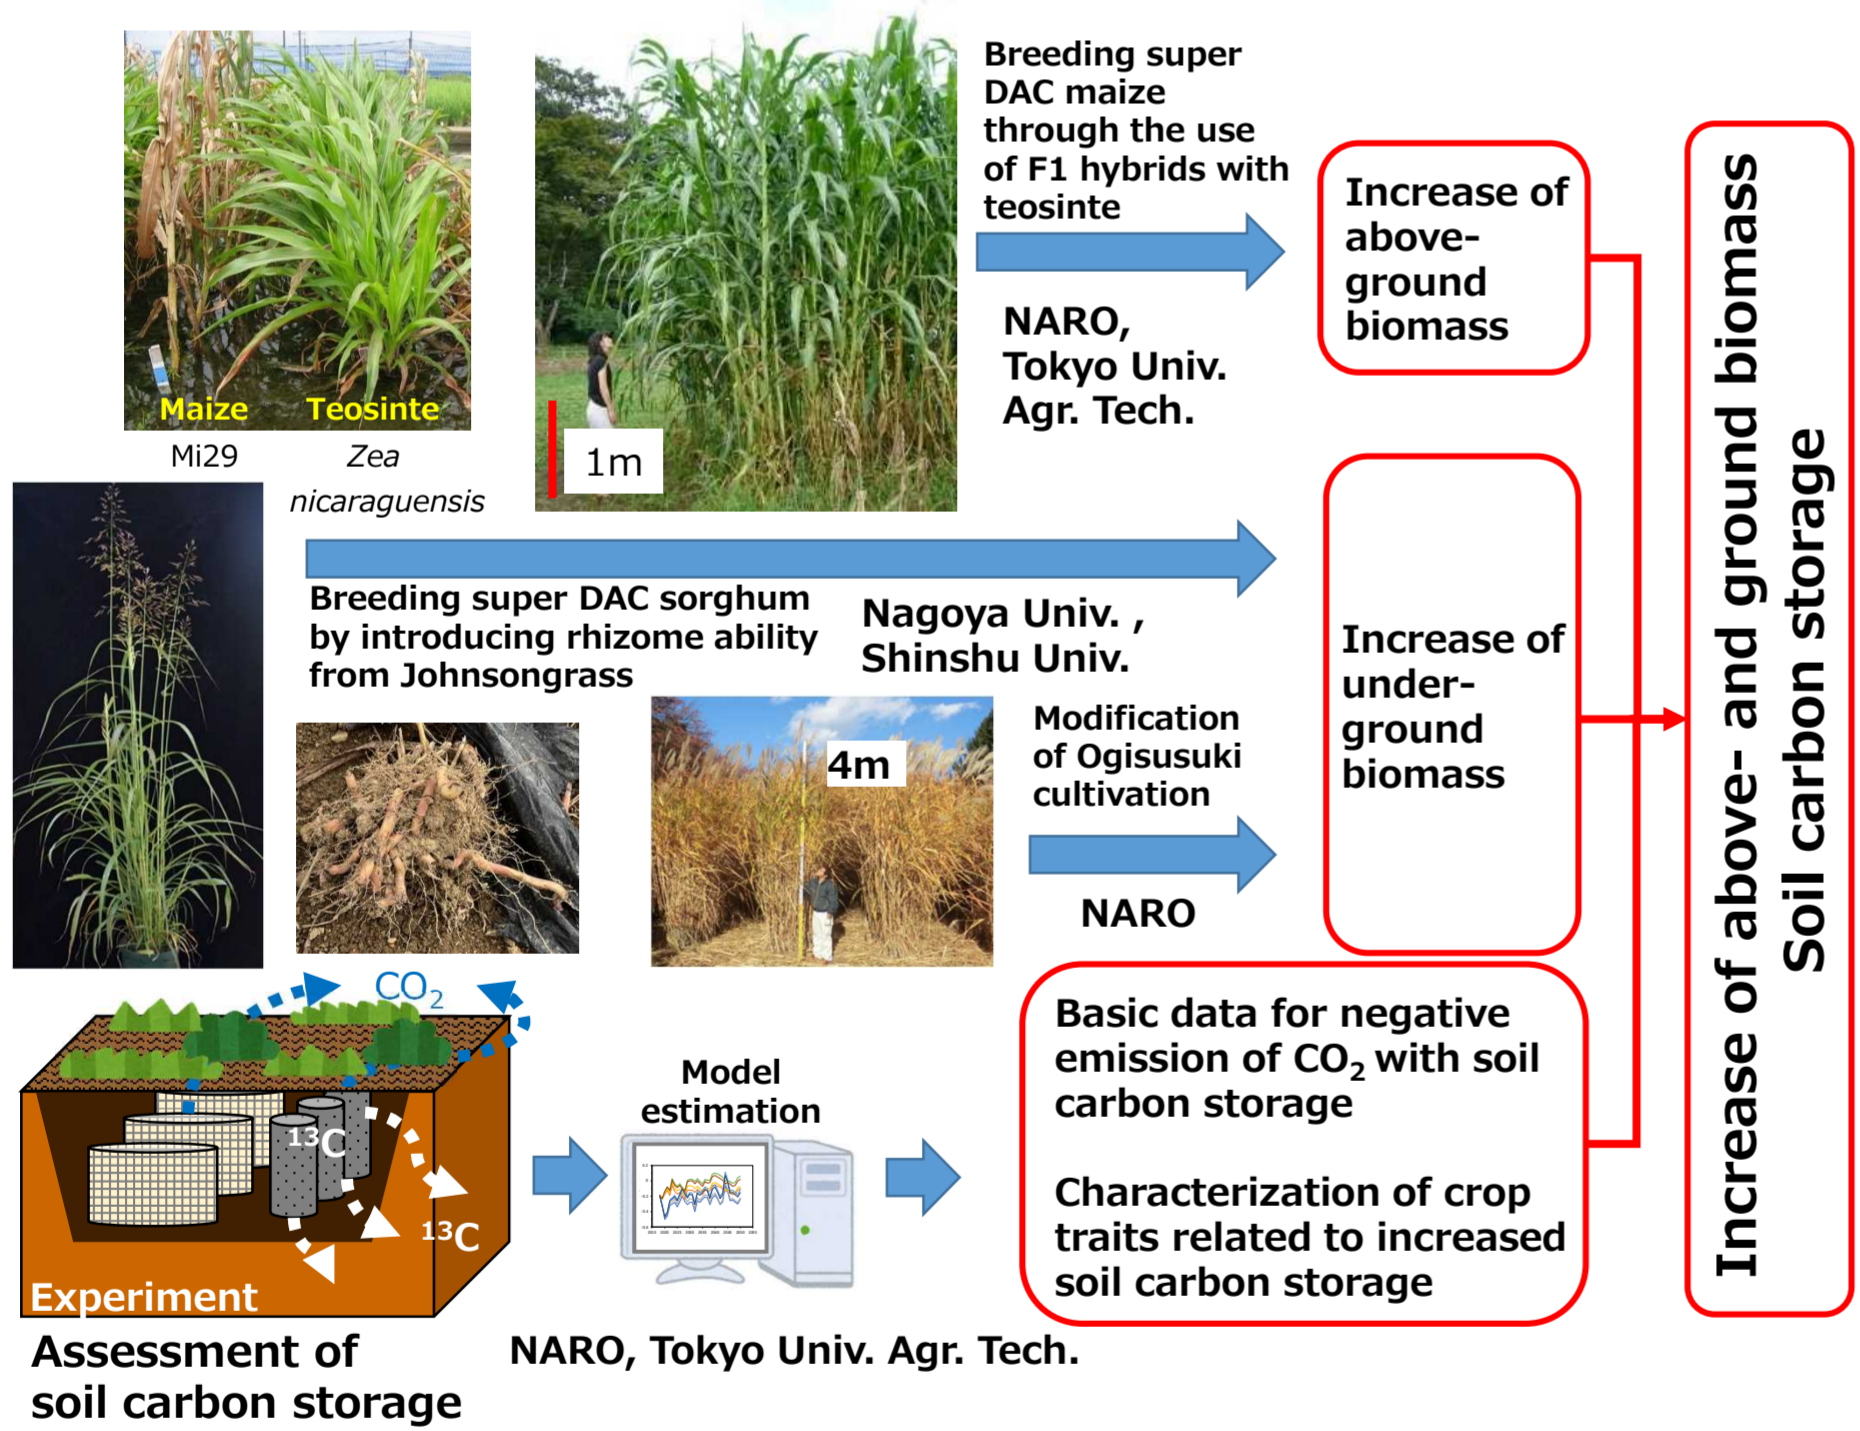 Breeding super
DAC maize
through the use
of F1 hybrids with
teosinte
NARO,
Tokyo Univ.
Agr. Tech.
Maize
Teosinte
Mi29
Zea
nicaraguensis
1m
Increase of
above-
ground
biomass
Breeding super DAC sorghum
by introducing rhizome ability
from Johnsongrass
Nagoya Univ. ,
Shinshu Univ.
4m
Modification
of Ogisusuki
cultivation
NARO
Increase of
under-
ground
biomass
CO2
13C
13C
Experiment
Assessment of
soil carbon storage
Model
estimation
NARO, Tokyo Univ. Agr. Tech.
Basic data for negative
emission of CO2 with soil
carbon storage
Characterization of crop
traits related to increased
soil carbon storage
Increase of above- and ground biomass
Soil carbon storage